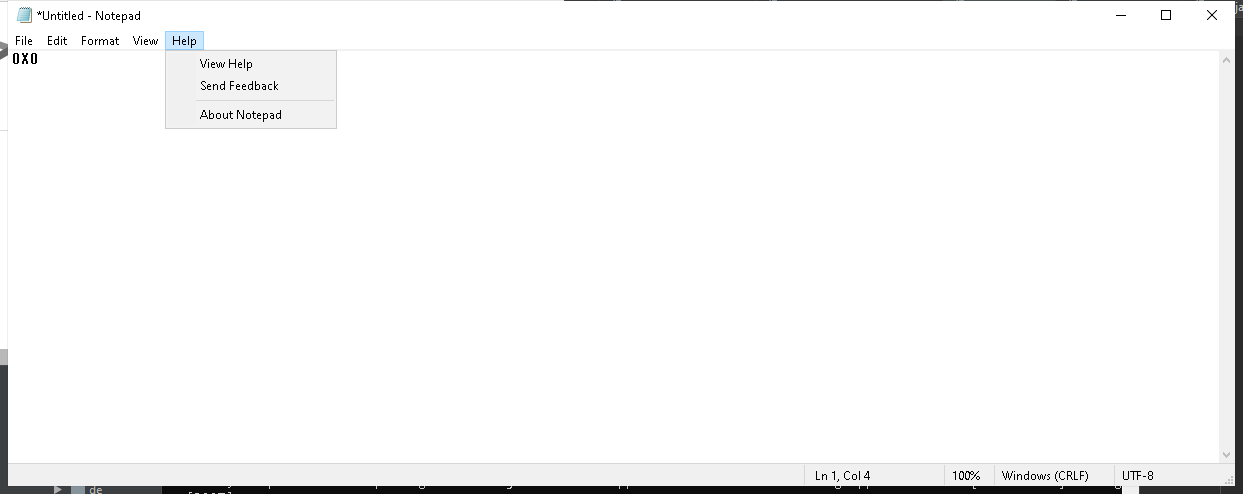 *Untitled - Notepad
File Edit Format View Help
OXO
View Help
Send Feedback
About Notepad
Ln 1, Col 4 100% Windows (CRLF) UTF-8
de